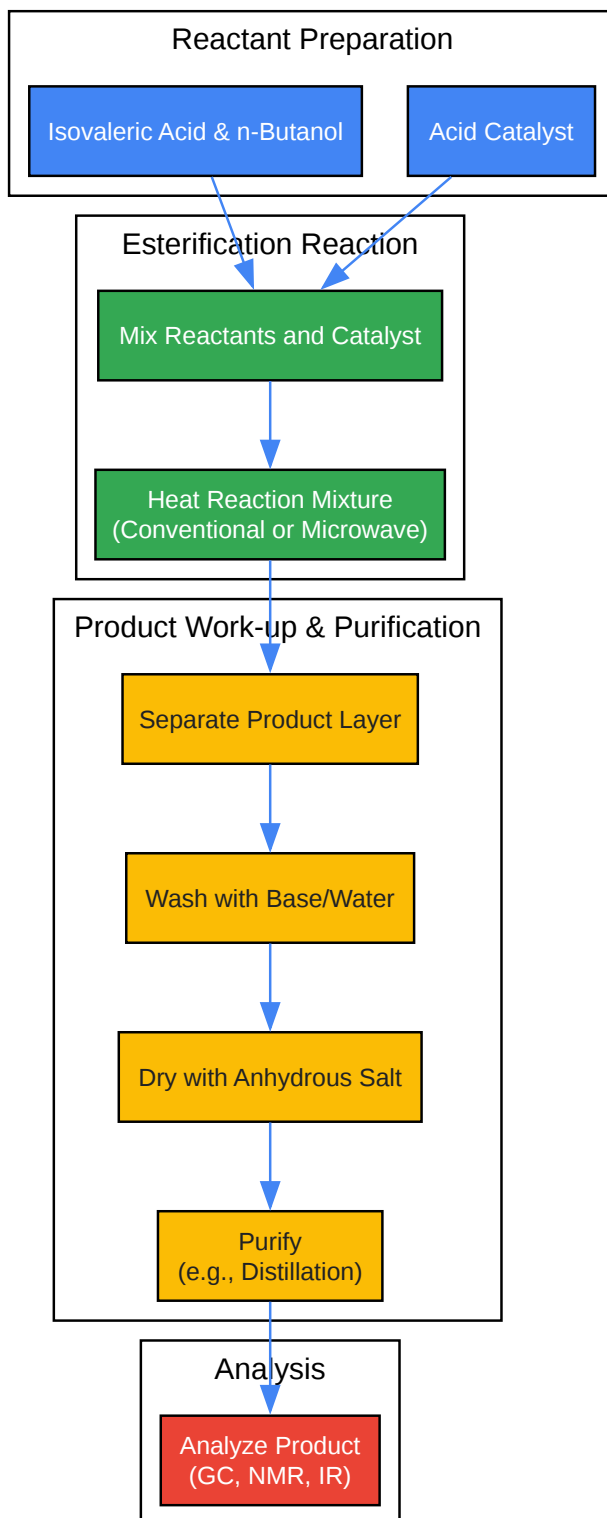 Reactant Preparation
Isovaleric Acid & n-Butanol
Acid Catalyst
Esterification Reaction
Mix Reactants and Catalyst
Heat Reaction Mixture
(Conventional or Microwave)
Product Work-up & Purification
Separate Product Layer
Wash with Base/Water
Dry with Anhydrous Salt
Purify
(e.g., Distillation)
Analysis
Analyze Product
(GC, NMR, IR)